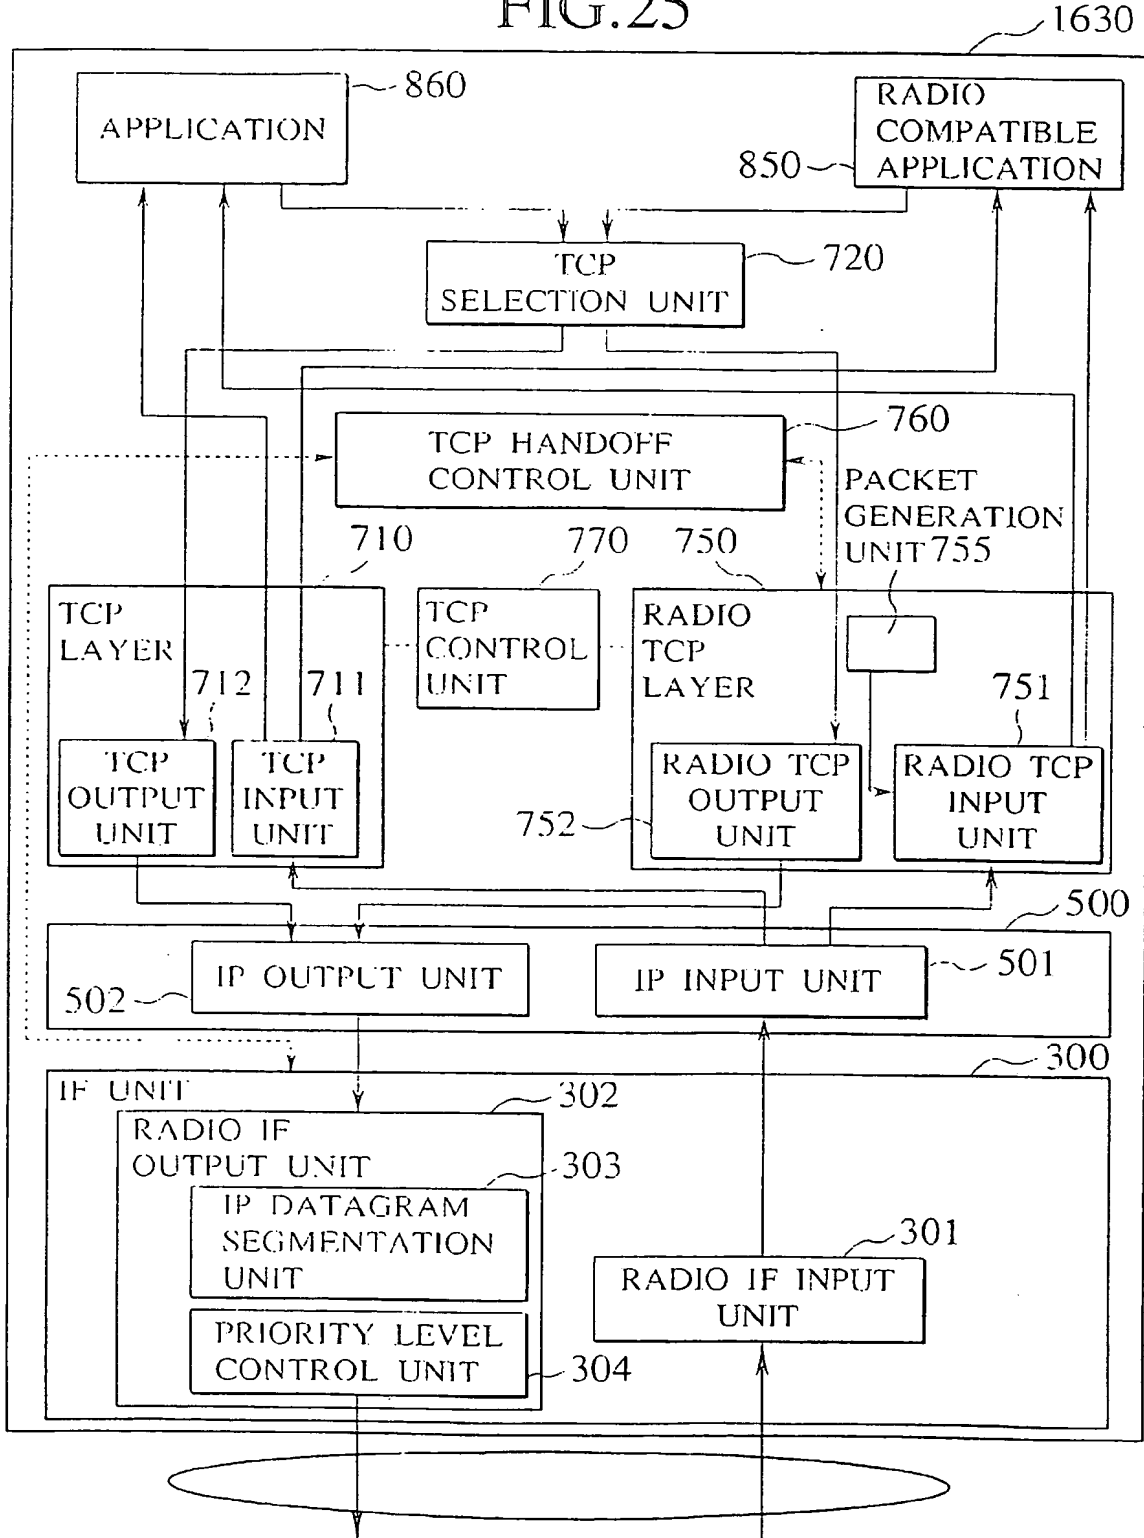 FIG.25
1630
860
APPLICATION
RADIO
COMPATIBLE
APPLICATION
850
TCP
SELECTION UNIT
720
TCP HANDOFF
CONTROL UNIT
760
PACKET
GENERATION
UNIT 755
710
770
750
TCP
LAYER
TCP
CONTROL
UNIT
RADIO
TCP
LAYER
712
711
751
TCP
OUTPUT
UNIT
TCP
INPUT
UNIT
RADIO TCP
OUTPUT
UNIT
752
RADIO TCP
INPUT
UNIT
500
IP OUTPUT UNIT
502
IP INPUT UNIT
501
300
IF UNIT
302
RADIO IF
OUTPUT UNIT
303
IP DATAGRAM
SEGMENTATION
UNIT
301
RADIO IF INPUT
UNIT
PRIORITY LEVEL
CONTROL UNIT
304